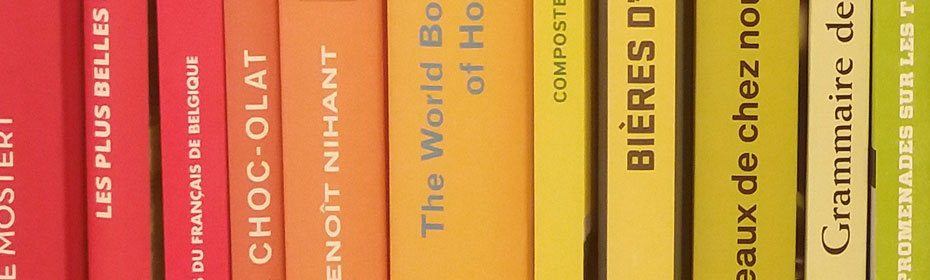 E MOSTERT
LES PLUS BELLES
DU FRANÇAIS DE BELGIQUE
CHOC-OLAT
ENOÎT NIHANT
The World Bo
of Ho
COMPOSTE
BIÈRES D'
eaux de chez nou
Grammaire de
PROMENADES SUR LES T